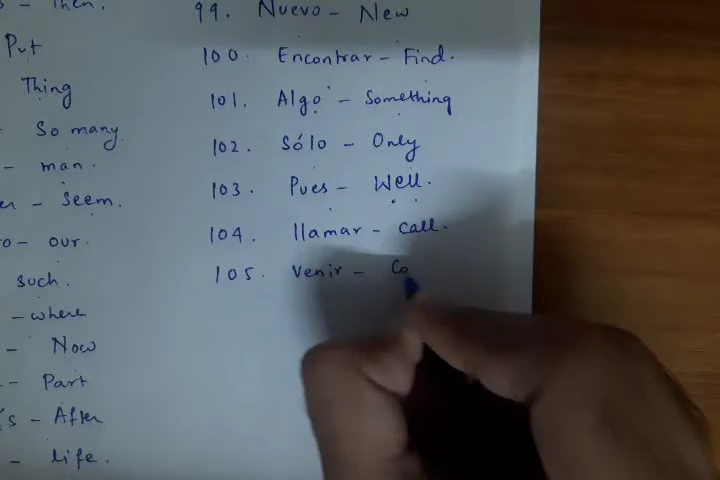 Then.
Put
Thing
So many.
- man.
- Seem.
- our.
such.
- where
- Now
- Part
- After
- life.
99. Nuevo - New
100. Encontrar - Find.
101. Algo - Something
102. Sólo - Only
103. Pues - Well.
104. llamar - call.
105. Venir - Co